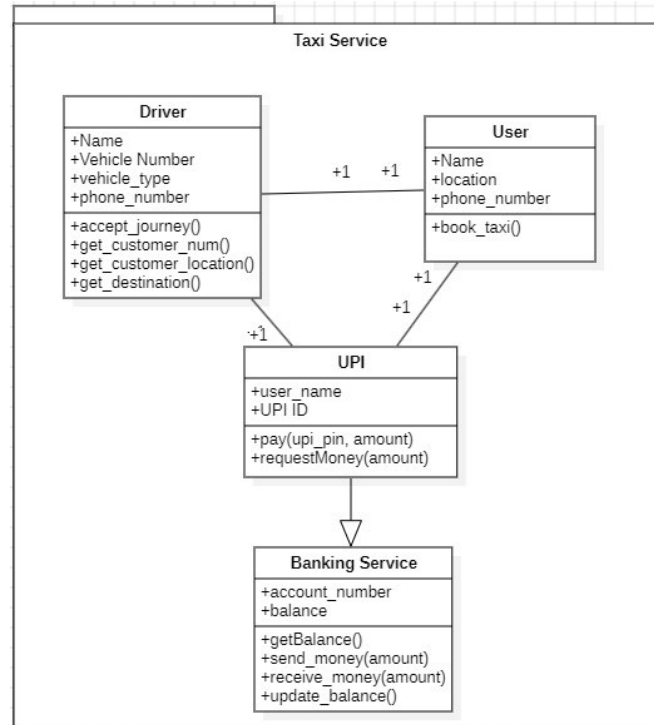 Taxi Service
Driver
+Name
+Vehicle Number
+vehicle_type
+phone_number
+accept_journey()
+get_customer_num()
+get_customer_location()
+get_destination()
User
+Name
+location
+phone_number
+book_taxi()
+1
+1
+1
+1
+1
UPI
+user_name
+UPI ID
+pay(upi_pin, amount)
+requestMoney(amount)
Banking Service
+account_number
+balance
+getBalance()
+send_money(amount)
+receive_money(amount)
+update_balance()